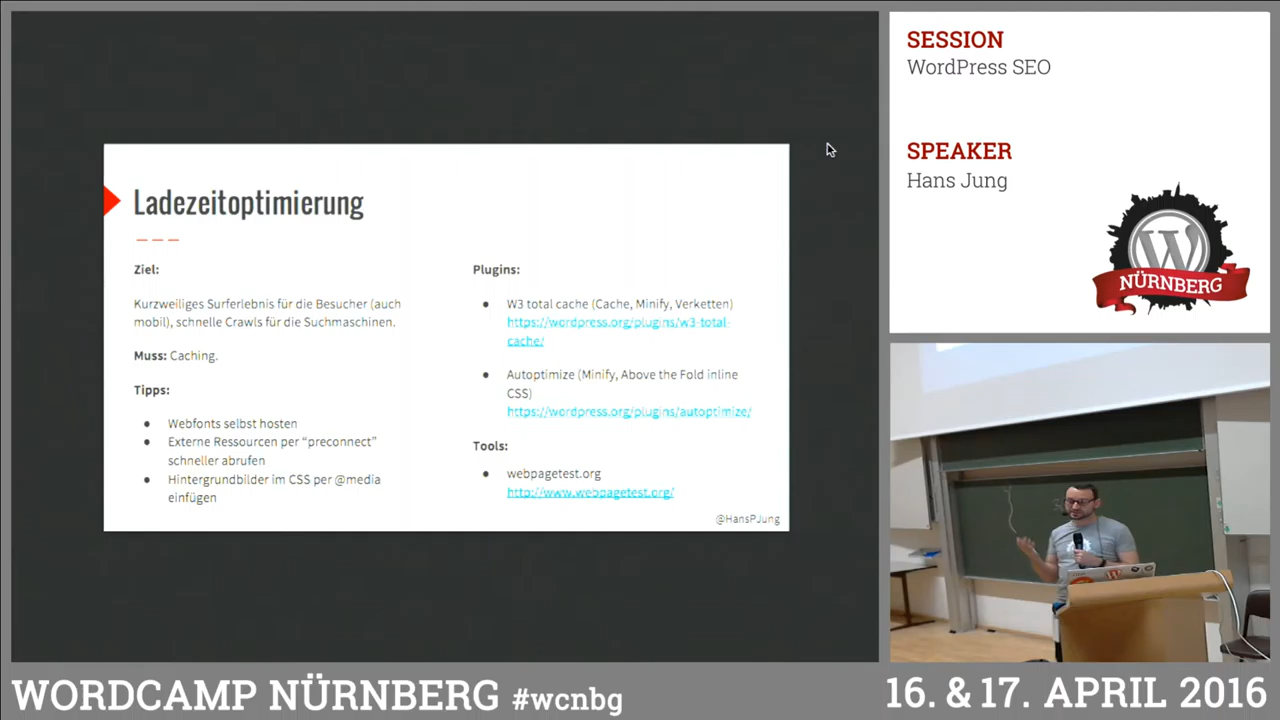 Ladezeitoptimierung
Ziel:
Kurzweiliges Surferlebnis für die Besucher (auch
mobil), schnelle Crawls für die Suchmaschinen.
Muss: Caching.
Tipps:
● Webfonts selbst hosten
● Externe Ressourcen per “preconnect”
schneller abrufen
● Hintergrundbilder im CSS per @media
einfügen
Plugins:
● W3 total cache (Cache, Minify, Verketten)
https://wordpress.org/plugins/w3-total-
cache/
● Autoptimize (Minify, Above the Fold inline
CSS)
https://wordpress.org/plugins/autoptimize/
Tools:
● webpagetest.org
http://www.webpagetest.org/
@HansPJung
SESSION
WordPress SEO
SPEAKER
Hans Jung
W
NÜRNBERG
WORDCAMP NÜRNBERG #wcnbg
16. & 17. APRIL 2016